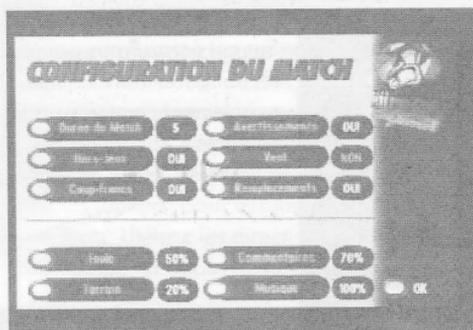 CONFIGURATION DU MATCH
Duree du Match 5 Avertissements OUI
Hors-Jeux OUI Vent NON
Coup-Francs OUI Remplacements OUI
Foule 50% Commentaires 70%
Terrain 20% Musique 100% OK